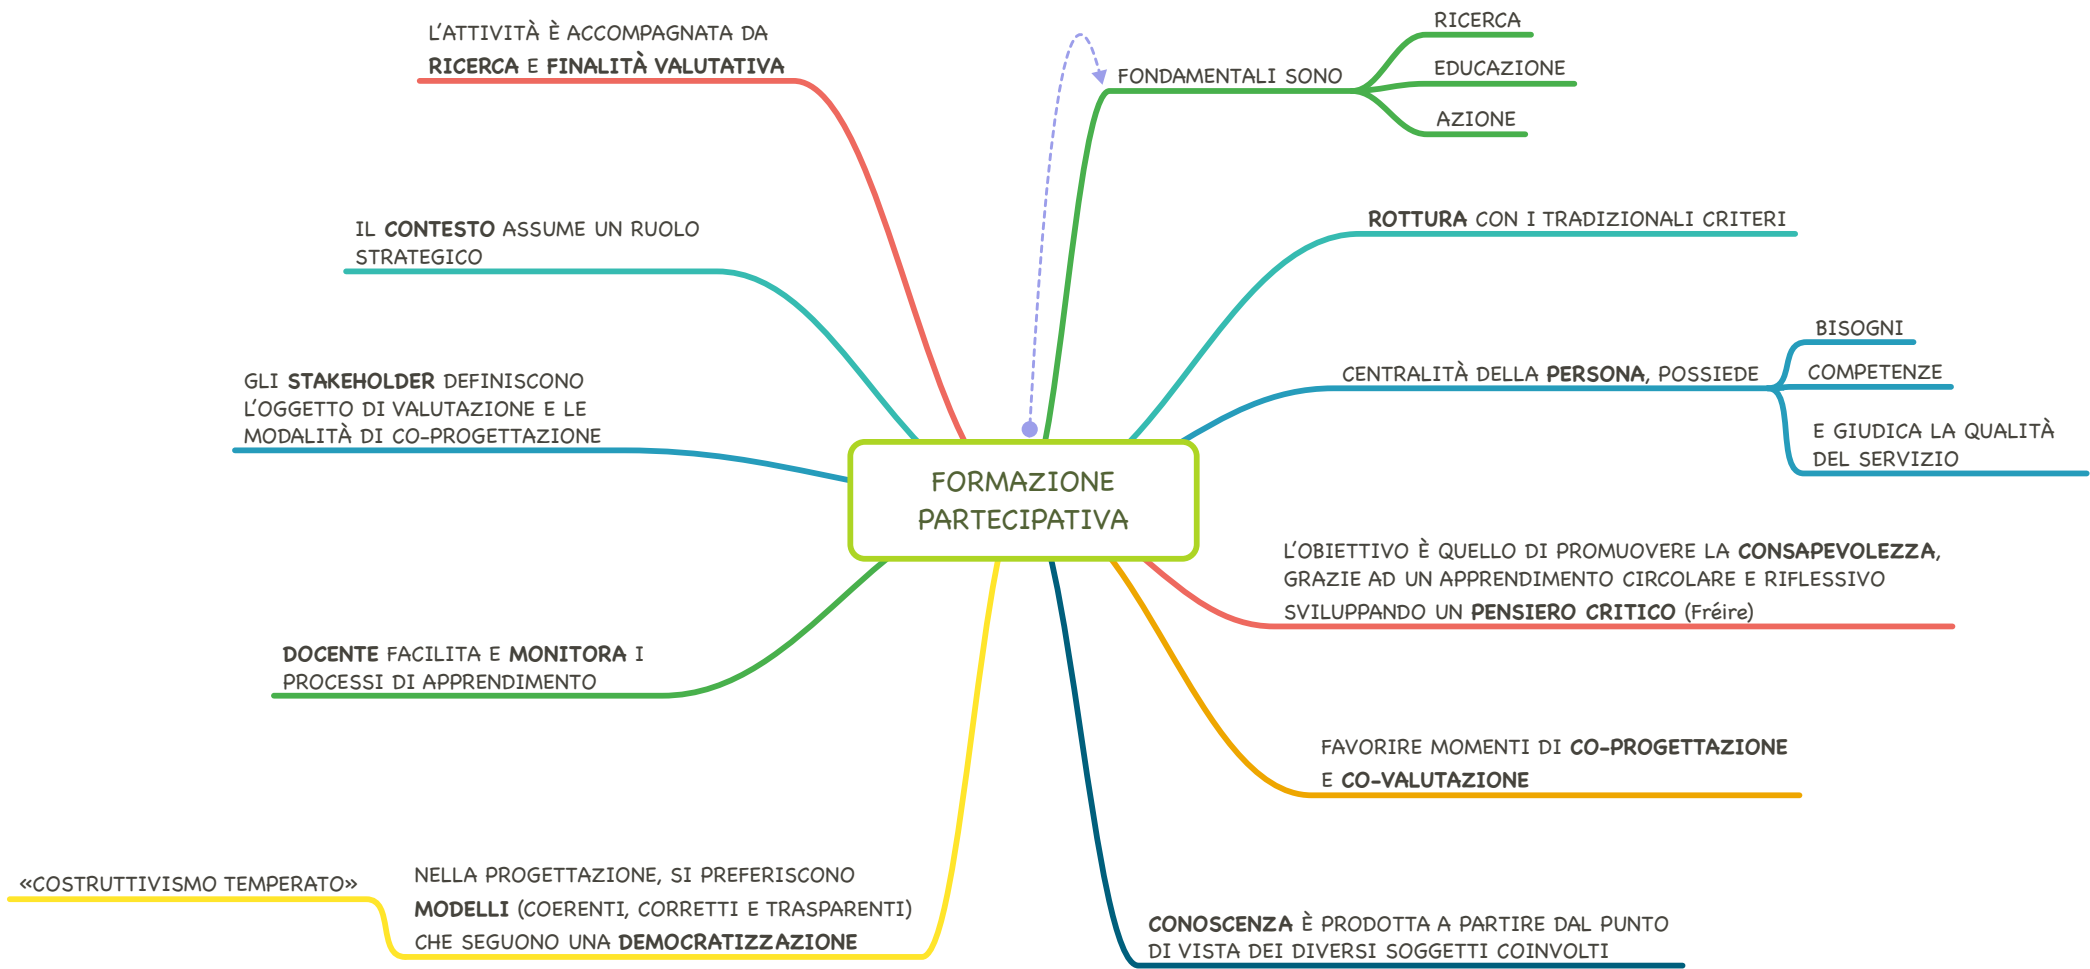 L'ATTIVITÀ È ACCOMPAGNATA DA
RICERCA E FINALITÀ VALUTATIVA
IL CONTESTO ASSUME UN RUOLO
STRATEGICO
GLI STAKEHOLDER DEFINISCONO
L'OGGETTO DI VALUTAZIONE E LE
MODALITÀ DI CO-PROGETTAZIONE
DOCENTE FACILITA E MONITORA I
PROCESSI DI APPRENDIMENTO
«COSTRUTTIVISMO TEMPERATO»
NELLA PROGETTAZIONE, SI PREFERISCONO
MODELLI (COERENTI, CORRETTI E TRASPARENTI)
CHE SEGUONO UNA DEMOCRATIZZAZIONE
FORMAZIONE
PARTECIPATIVA
FONDAMENTALI SONO
RICERCA
EDUCAZIONE
AZIONE
ROTTURA CON I TRADIZIONALI CRITERI
CENTRALITÀ DELLA PERSONA, POSSIEDE
BISOGNI
COMPETENZE
E GIUDICA LA QUALITÀ
DEL SERVIZIO
L'OBIETTIVO È QUELLO DI PROMUOVERE LA CONSAPEVOLEZZA,
GRAZIE AD UN APPRENDIMENTO CIRCOLARE E RIFLESSIVO
SVILUPPANDO UN PENSIERO CRITICO (Fréire)
FAVORIRE MOMENTI DI CO-PROGETTAZIONE
E CO-VALUTAZIONE
CONOSCENZA È PRODOTTA A PARTIRE DAL PUNTO
DI VISTA DEI DIVERSI SOGGETTI COINVOLTI